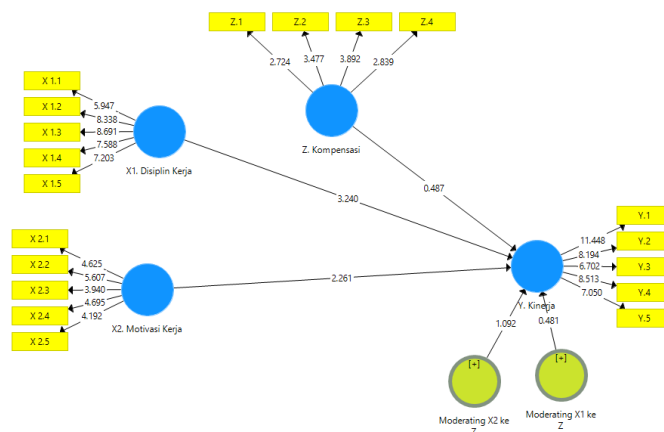 Z.1
Z.2
Z.3
Z.4
2.724
3.477
3.892
2.839
Z. Kompensasi
X 1.1
X 1.2
X 1.3
X 1.4
X 1.5
5.947
8.338
8.691
7.588
7.203
X1. Disiplin Kerja
3.240
0.487
X 2.1
X 2.2
X 2.3
X 2.4
X 2.5
4.625
5.607
3.940
4.695
4.192
X2. Motivasi Kerja
2.261
Y.1
Y.2
Y.3
Y.4
Y.5
11.448
8.194
6.702
8.513
7.050
Y. Kinerja
1.092
0.481
[+]
[+]
Moderating X2 ke
Moderating X1 ke
Z